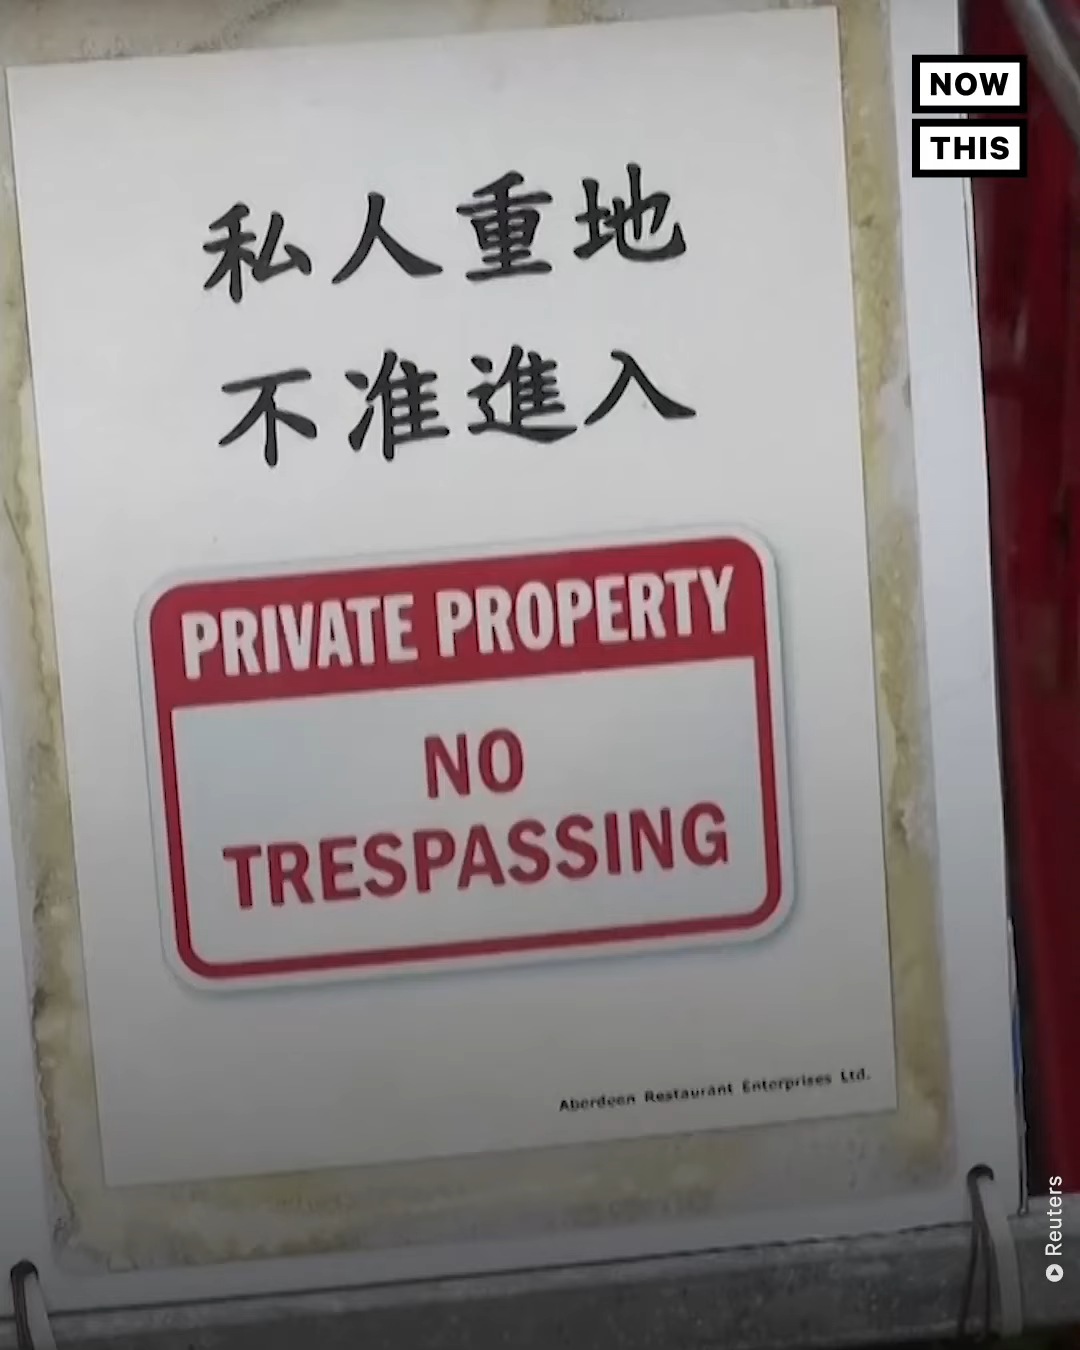 NOW
THIS
私人重地
不准進入
PRIVATE PROPERTY
NO
TRESPASSING
Aberdeen Restaurant Enterprises Ltd.
Reuters